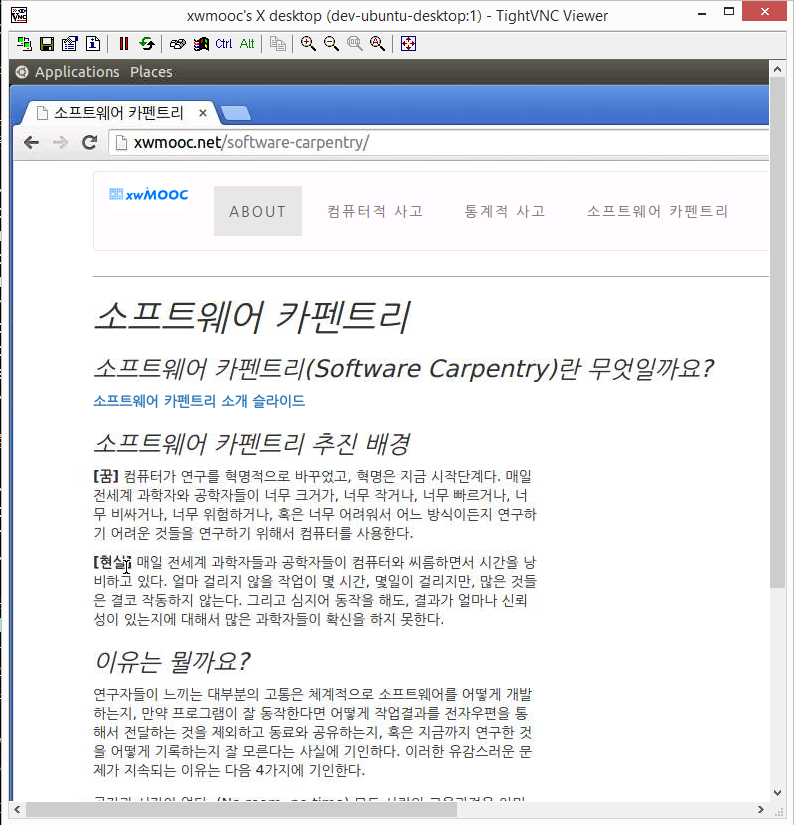 xwmooc's X desktop (dev-ubuntu-desktop:1) - TightVNC Viewer
Ctrl Alt
Applications Places
소프트웨어 카펜트리
xwmooc.net/software-carpentry/
xwMOOC ABOUT 컴퓨터적 사고 통계적 사고 소프트웨어 카펜트리
소프트웨어 카펜트리
소프트웨어 카펜트리(Software Carpentry)란 무엇일까요?
소프트웨어 카펜트리 소개 슬라이드
소프트웨어 카펜트리 추진 배경
[꿈] 컴퓨터가 연구를 혁명적으로 바꾸었고, 혁명은 지금 시작단계다. 매일
전세계 과학자와 공학자들이 너무 크거가, 너무 작거나, 너무 빠르거나, 너
무 비싸거나, 너무 위험하거나, 혹은 너무 어려워서 어느 방식이든지 연구하
기 어려운 것들을 연구하기 위해서 컴퓨터를 사용한다.
[현실] 매일 전세계 과학자들과 공학자들이 컴퓨터와 씨름하면서 시간을 낭
비하고 있다. 얼마 걸리지 않을 작업이 몇 시간, 몇일이 걸리지만, 많은 것들
은 결코 작동하지 않는다. 그리고 심지어 동작을 해도, 결과가 얼마나 신뢰
성이 있는지에 대해서 많은 과학자들이 확신을 하지 못한다.
이유는 뭘까요?
연구자들이 느끼는 대부분의 고통은 체계적으로 소프트웨어를 어떻게 개발
하는지, 만약 프로그램이 잘 동작한다면 어떻게 작업결과를 전자우편을 통
해서 전달하는 것을 제외하고 동료와 공유하는지, 혹은 지금까지 연구한 것
을 어떻게 기록하는지 잘 모른다는 사실에 기인하다. 이러한 유감스러운 문
제가 지속되는 이유는 다음 4가지에 기인한다.